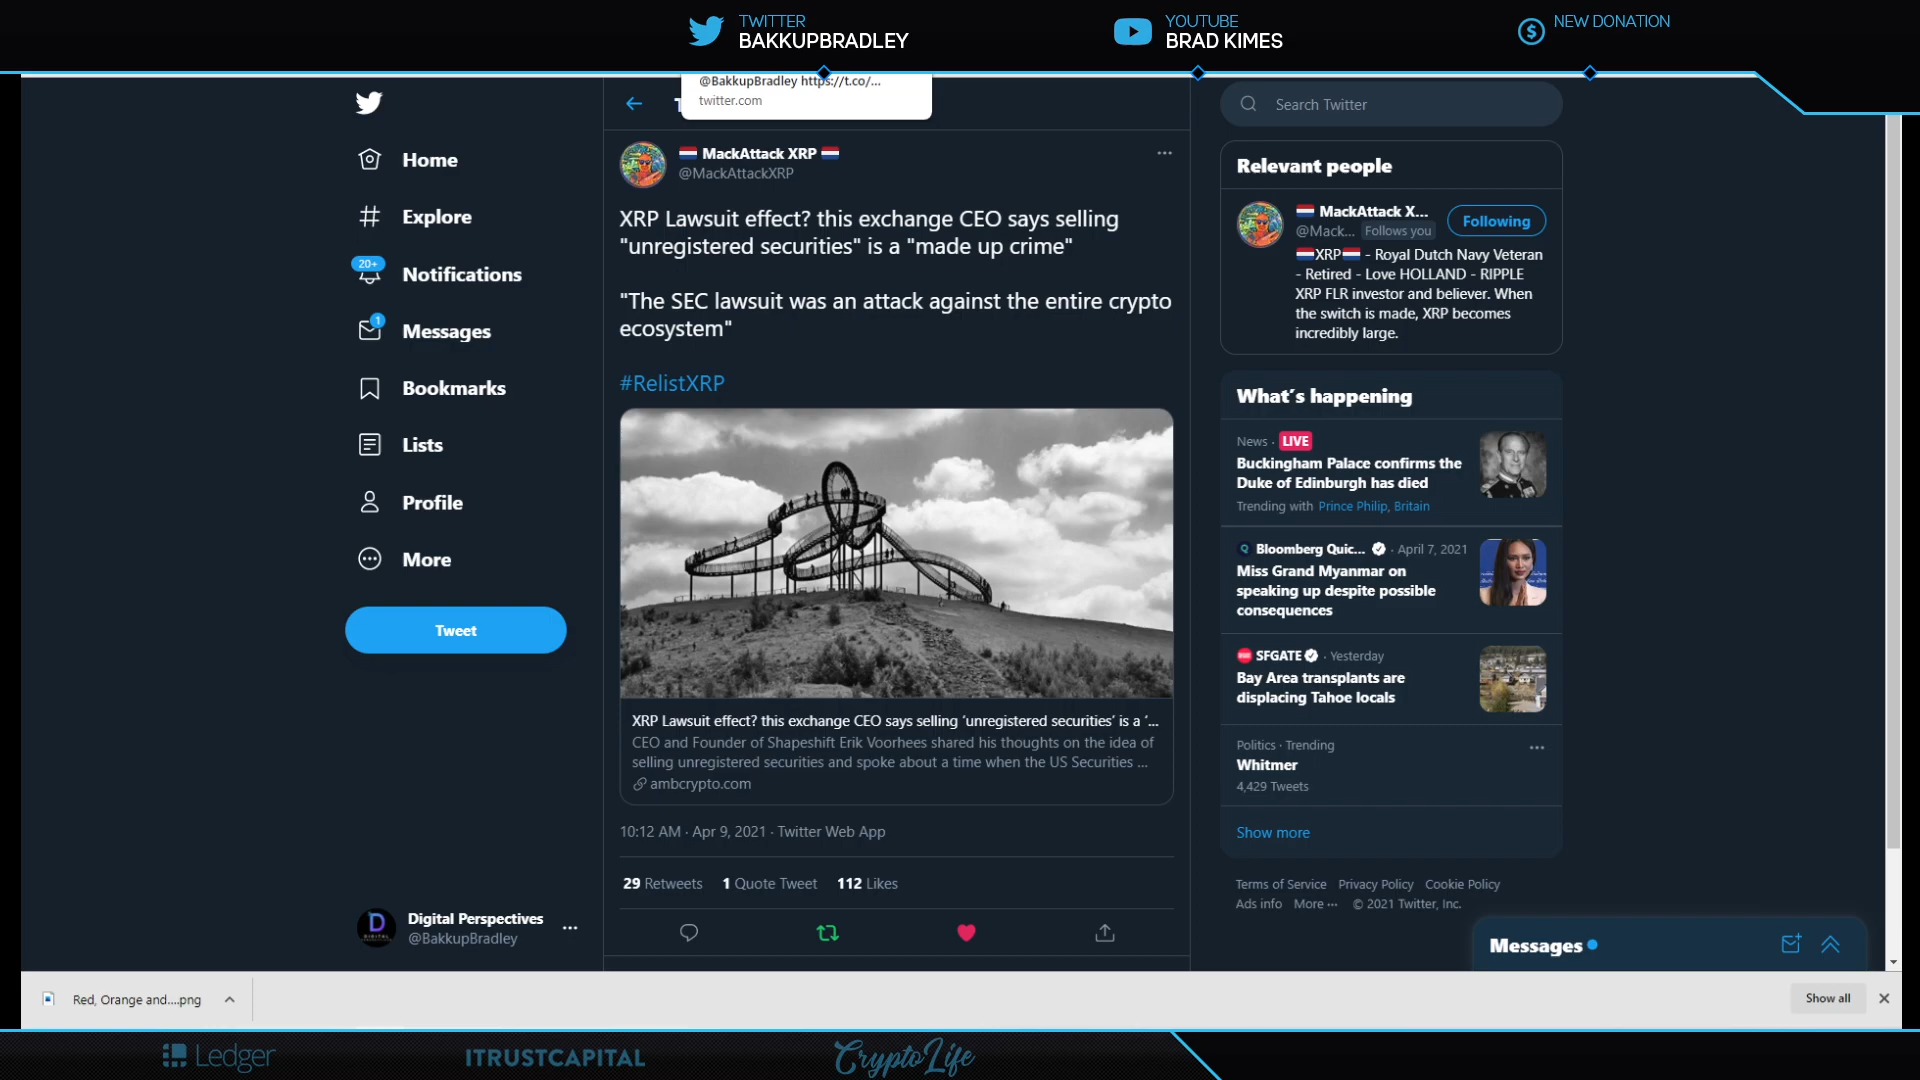 TWITTER
BAKKUPBRADLEY
YOUTUBE
BRAD KIMES
NEW DONATION
@BakkupBradley https://t.co/...
twitter.com
Home
Explore
20+
Notifications
1
Messages
Bookmarks
Lists
Profile
More
Tweet
Digital Perspectives
@BakkupBradley
MackAttack XRP
@MackAttackXRP
XRP Lawsuit effect? this exchange CEO says selling
"unregistered securities" is a "made up crime"
"The SEC lawsuit was an attack against the entire crypto
ecosystem"
#RelistXRP
XRP Lawsuit effect? this exchange CEO says selling 'unregistered securities' is a '...
CEO and Founder of Shapeshift Erik Voorhees shared his thoughts on the idea of
selling unregistered securities and spoke about a time when the US Securities ...
ambcrypto.com
10:12 AM · Apr 9, 2021 · Twitter Web App
29 Retweets 1 Quote Tweet 112 Likes
Search Twitter
Relevant people
MackAttack X...
Following
@Mack... Follows you
XRP - Royal Dutch Navy Veteran
- Retired - Love HOLLAND - RIPPLE
XRP FLR investor and believer. When
the switch is made, XRP becomes
incredibly large.
What's happening
News · LIVE
Buckingham Palace confirms the
Duke of Edinburgh has died
Trending with Prince Philip, Britain
Bloomberg Quic... · April 7, 2021
Miss Grand Myanmar on
speaking up despite possible
consequences
SFGATE · Yesterday
Bay Area transplants are
displacing Tahoe locals
Politics · Trending
Whitmer
4,429 Tweets
Show more
Terms of Service Privacy Policy Cookie Policy
Ads info More ... © 2021 Twitter, Inc.
Messages
Red, Orange and....png
Show all
Ledger
ITRUSTCAPITAL
CryptoLife